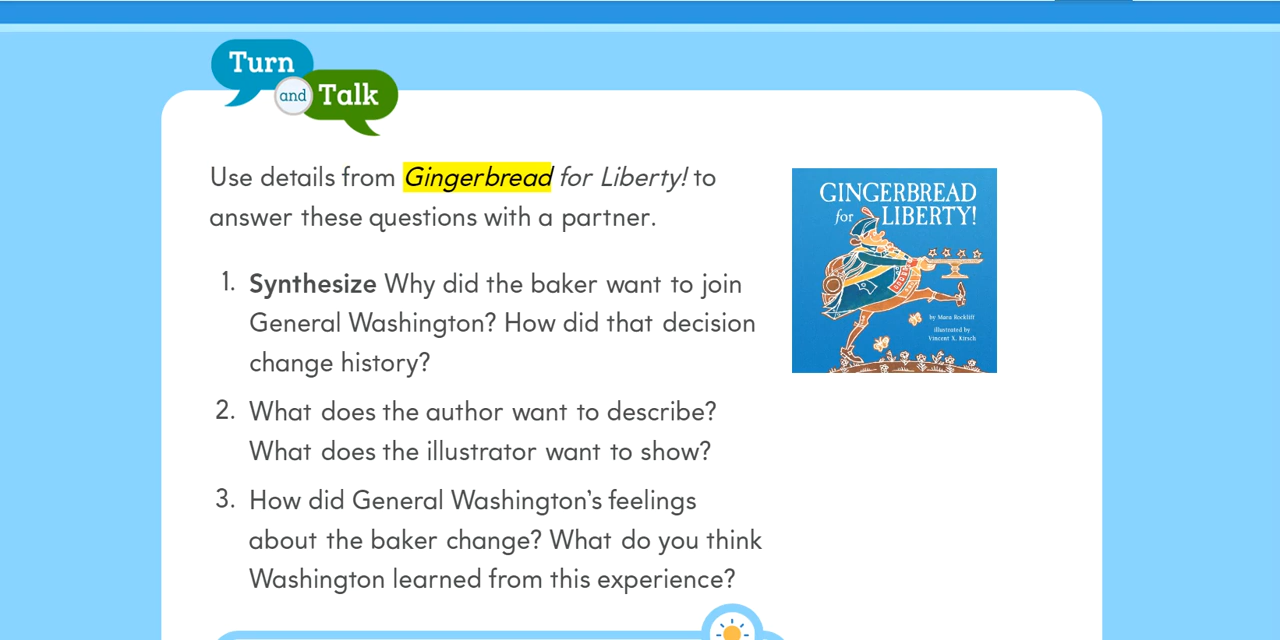 Turn
and Talk
Use details from Gingerbread for Liberty! to
answer these questions with a partner.
1. Synthesize Why did the baker want to join
General Washington? How did that decision
change history?
2. What does the author want to describe?
What does the illustrator want to show?
3. How did General Washington's feelings
about the baker change? What do you think
Washington learned from this experience?
GINGERBREAD
for LIBERTY!
by Mara Rockliff
illustrated by
Vincent X. Kirsch